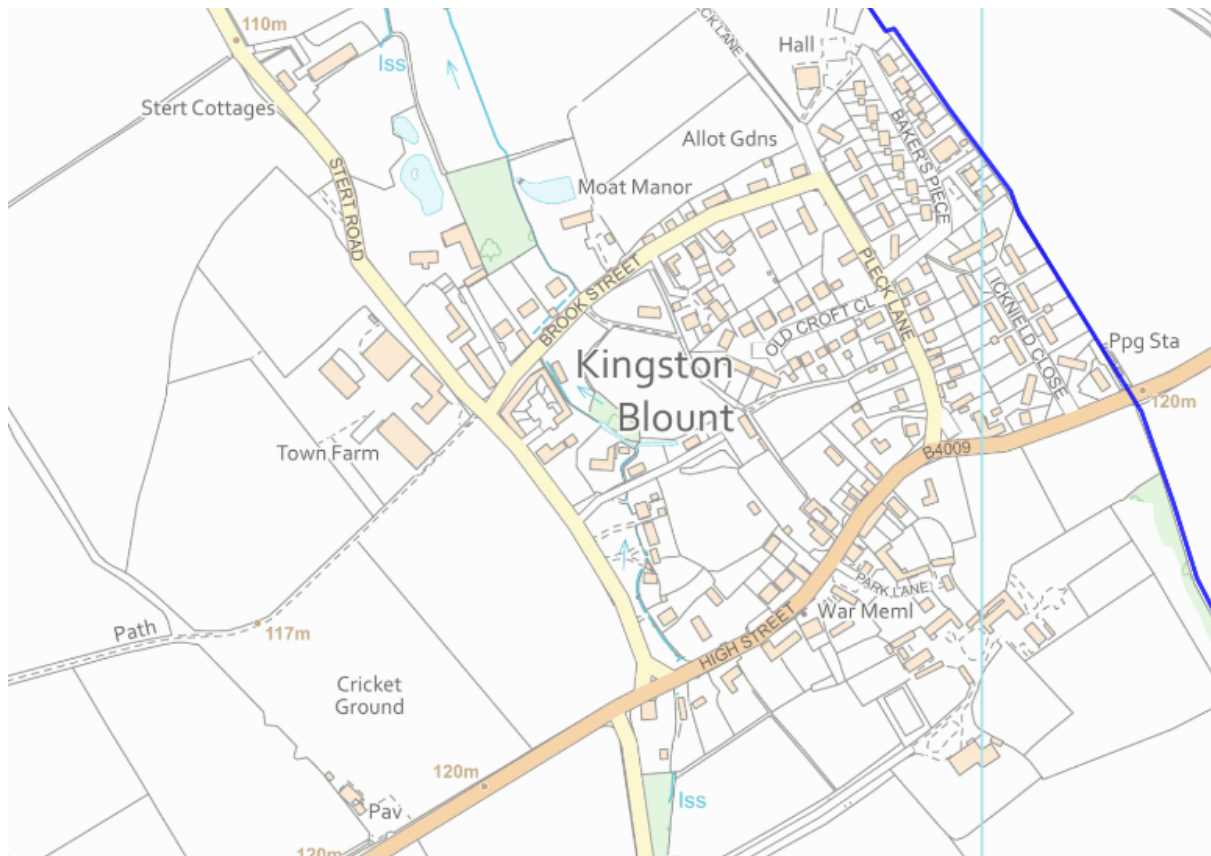 110m
Iss
Stert Cottages
STERT ROAD
PLECK LANE
Hall
Allot Gdns
BAKER'S PIECE
Moat Manor
BROOK STREET
PLECK LANE
ICKNIELD CLOSE
OLD CROFT CL
Ppg Sta
Kingston
Blount
120m
Town Farm
B4009
PARK LANE
War Meml
HIGH STREET
Path
117m
Cricket
Ground
120m
Iss
Pav
120m